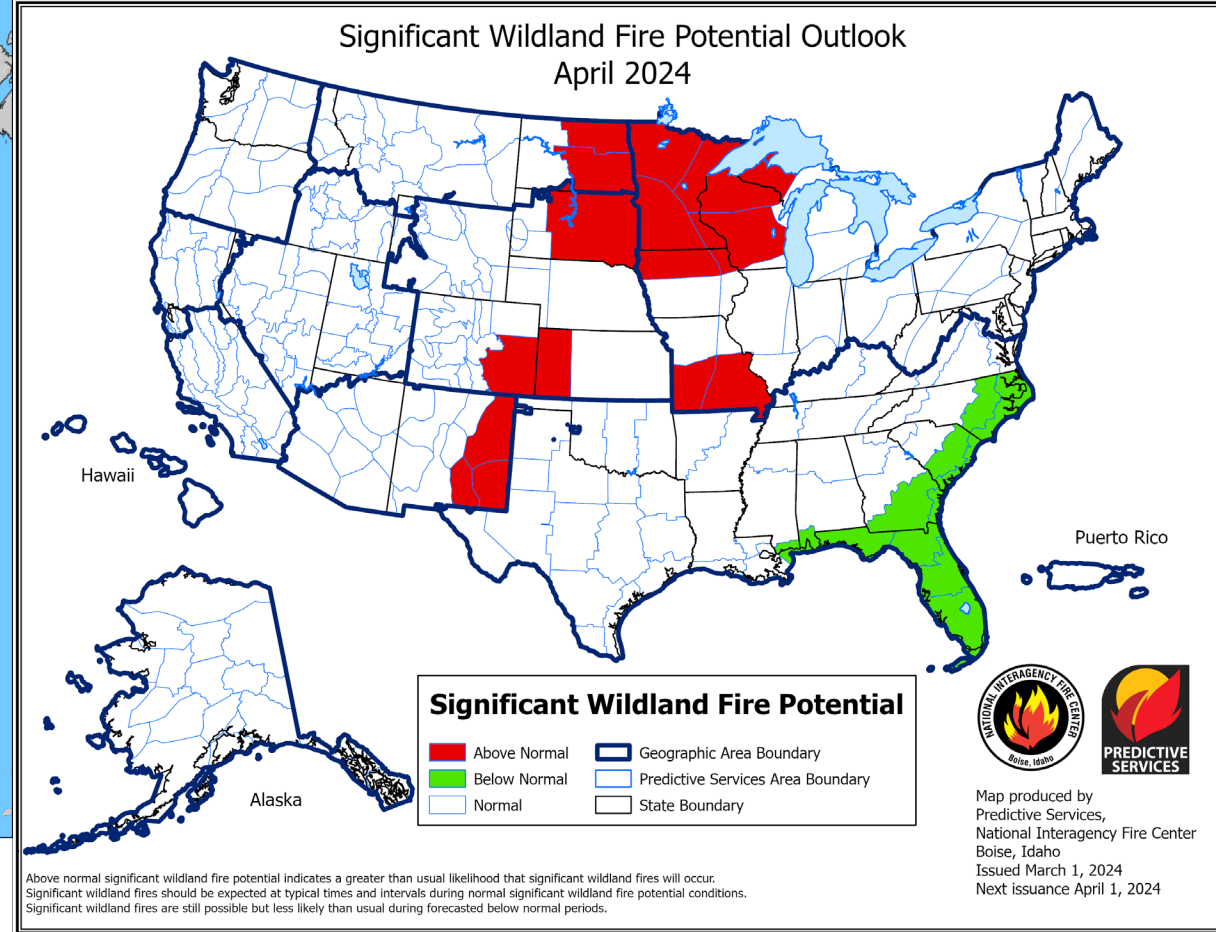 Significant Wildland Fire Potential Outlook
April 2024
Hawaii
Puerto Rico
Alaska
Significant Wildland Fire Potential
Above Normal
Below Normal
Normal
Geographic Area Boundary
Predictive Services Area Boundary
State Boundary
NATIONAL INTERAGENCY FIRE CENTER
Boise, Idaho
PREDICTIVE
SERVICES
Map produced by
Predictive Services,
National Interagency Fire Center
Boise, Idaho
Issued March 1, 2024
Next issuance April 1, 2024
Above normal significant wildland fire potential indicates a greater than usual likelihood that significant wildland fires will occur.
Significant wildland fires should be expected at typical times and intervals during normal significant wildland fire potential conditions.
Significant wildland fires are still possible but less likely than usual during forecasted below normal periods.